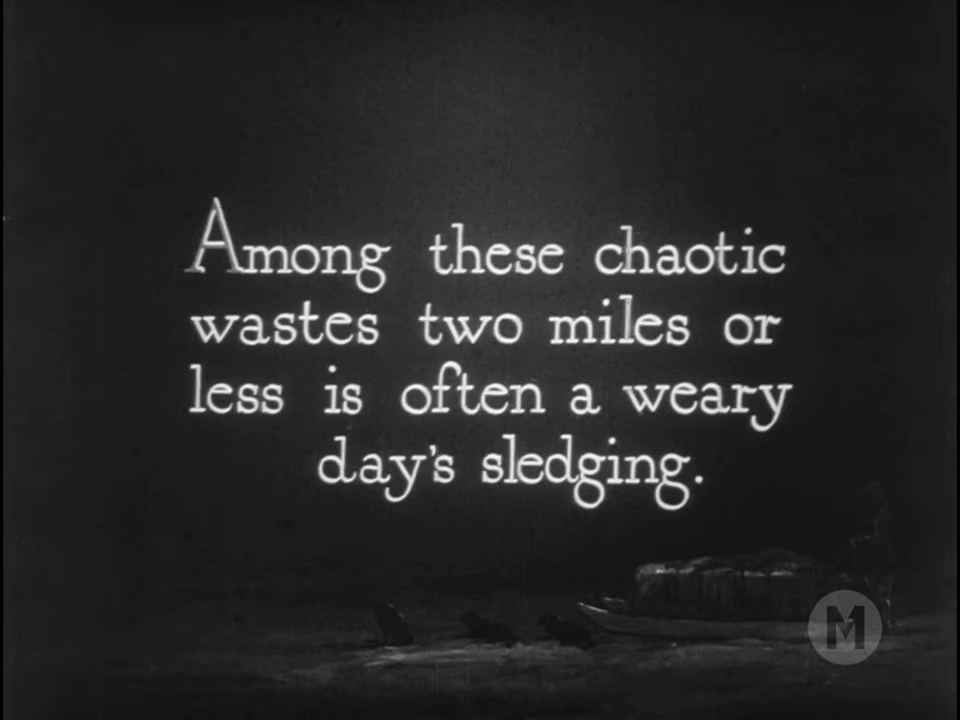 Among these chaotic
wastes two miles or
less is often a weary
day's sledging.
M